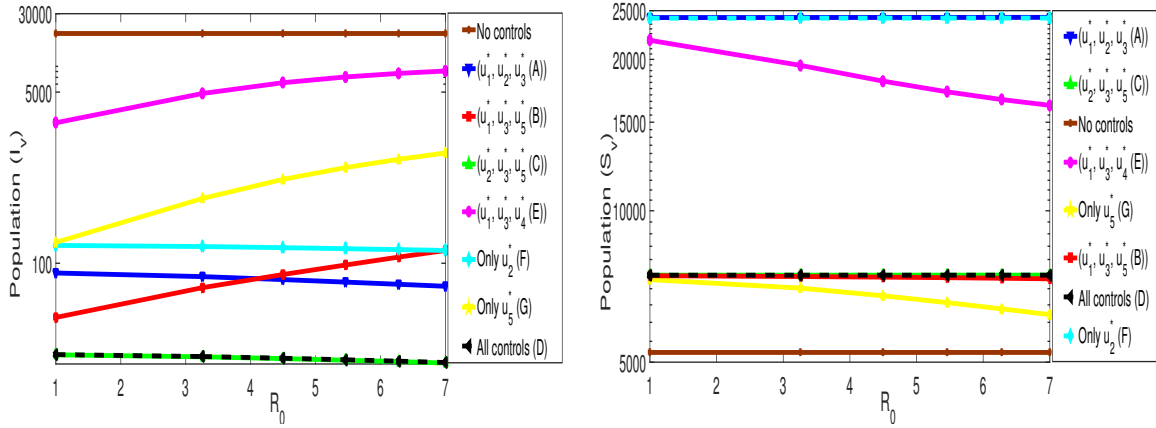 30000
5000
100
Population (I_v)
1 2 3 4 5 6 7
R_0
No controls
(u_1^*, u_2^*, u_3^* (A))
(u_1^*, u_3^*, u_5^* (B))
(u_2^*, u_3^*, u_5^* (C))
(u_1^*, u_3^*, u_4^* (E))
Only u_2^* (F)
Only u_5^* (G)
All controls (D)
25000
20000
15000
10000
5000
Population (S_v)
1 2 3 4 5 6 7
R_0
(u_1^*, u_2^*, u_3^* (A))
(u_2^*, u_3^*, u_5^* (C))
No controls
(u_1^*, u_3^*, u_4^* (E))
Only u_5^* (G)
(u_1^*, u_3^*, u_5^* (B))
All controls (D)
Only u_2^* (F)